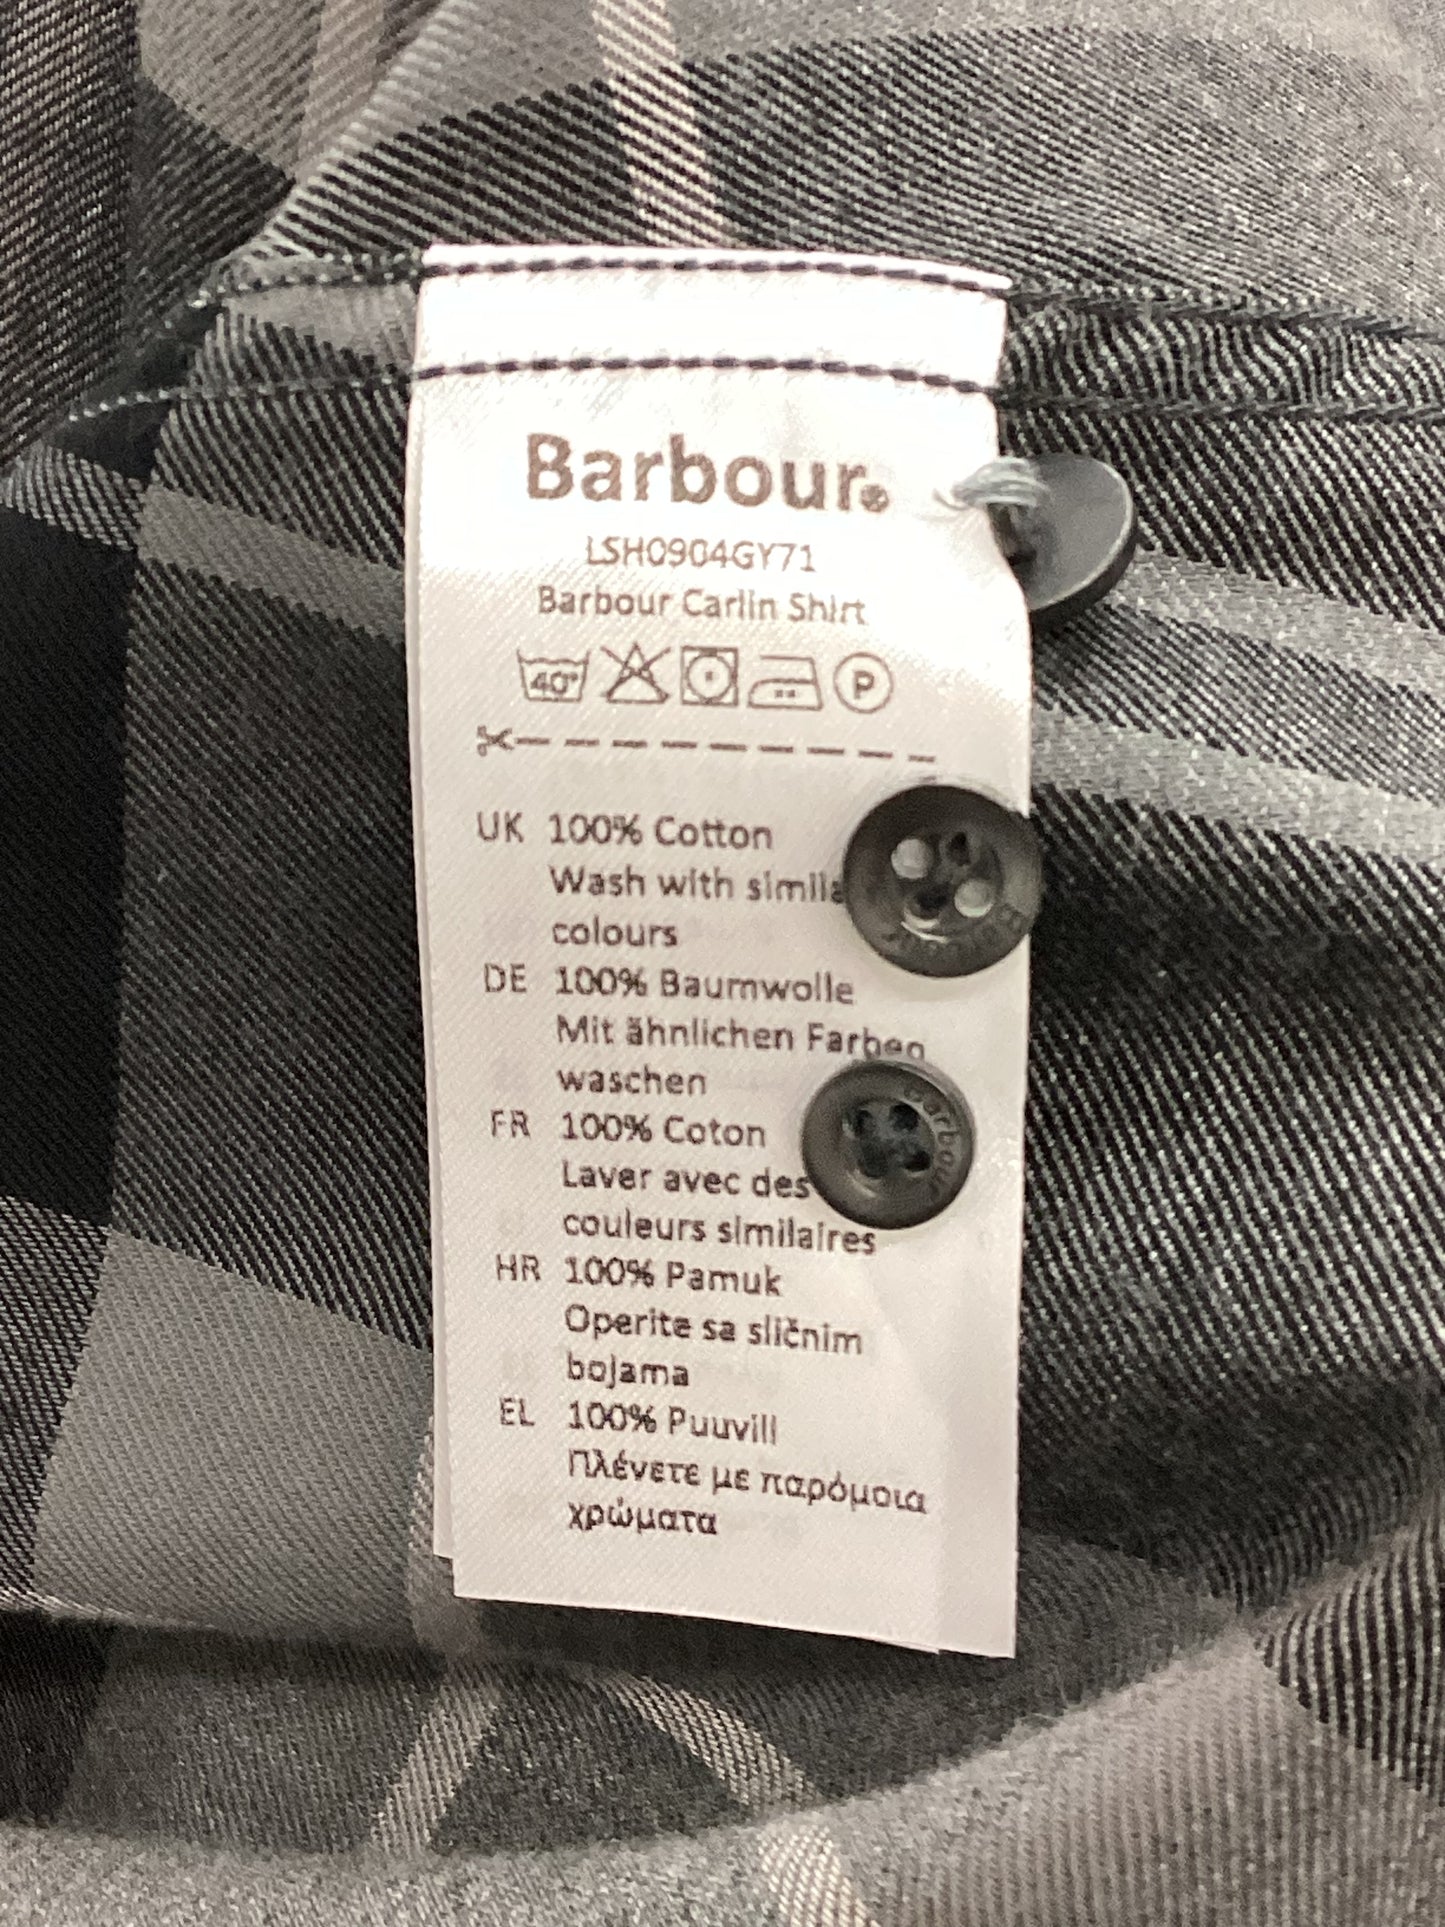 Barbour®
LSH0904GY71
Barbour Carlin Shirt
40° P
UK 100% Cotton
Wash with simila
colours
DE 100% Baumwolle
Mit ähnlichen Farben
waschen
FR 100% Coton
Laver avec des
couleurs similaires
HR 100% Pamuk
Operite sa sličnim
bojama
EL 100% Puuvill
Πλένετε με παρόμοια
χρώματα
Barbour
Barbour